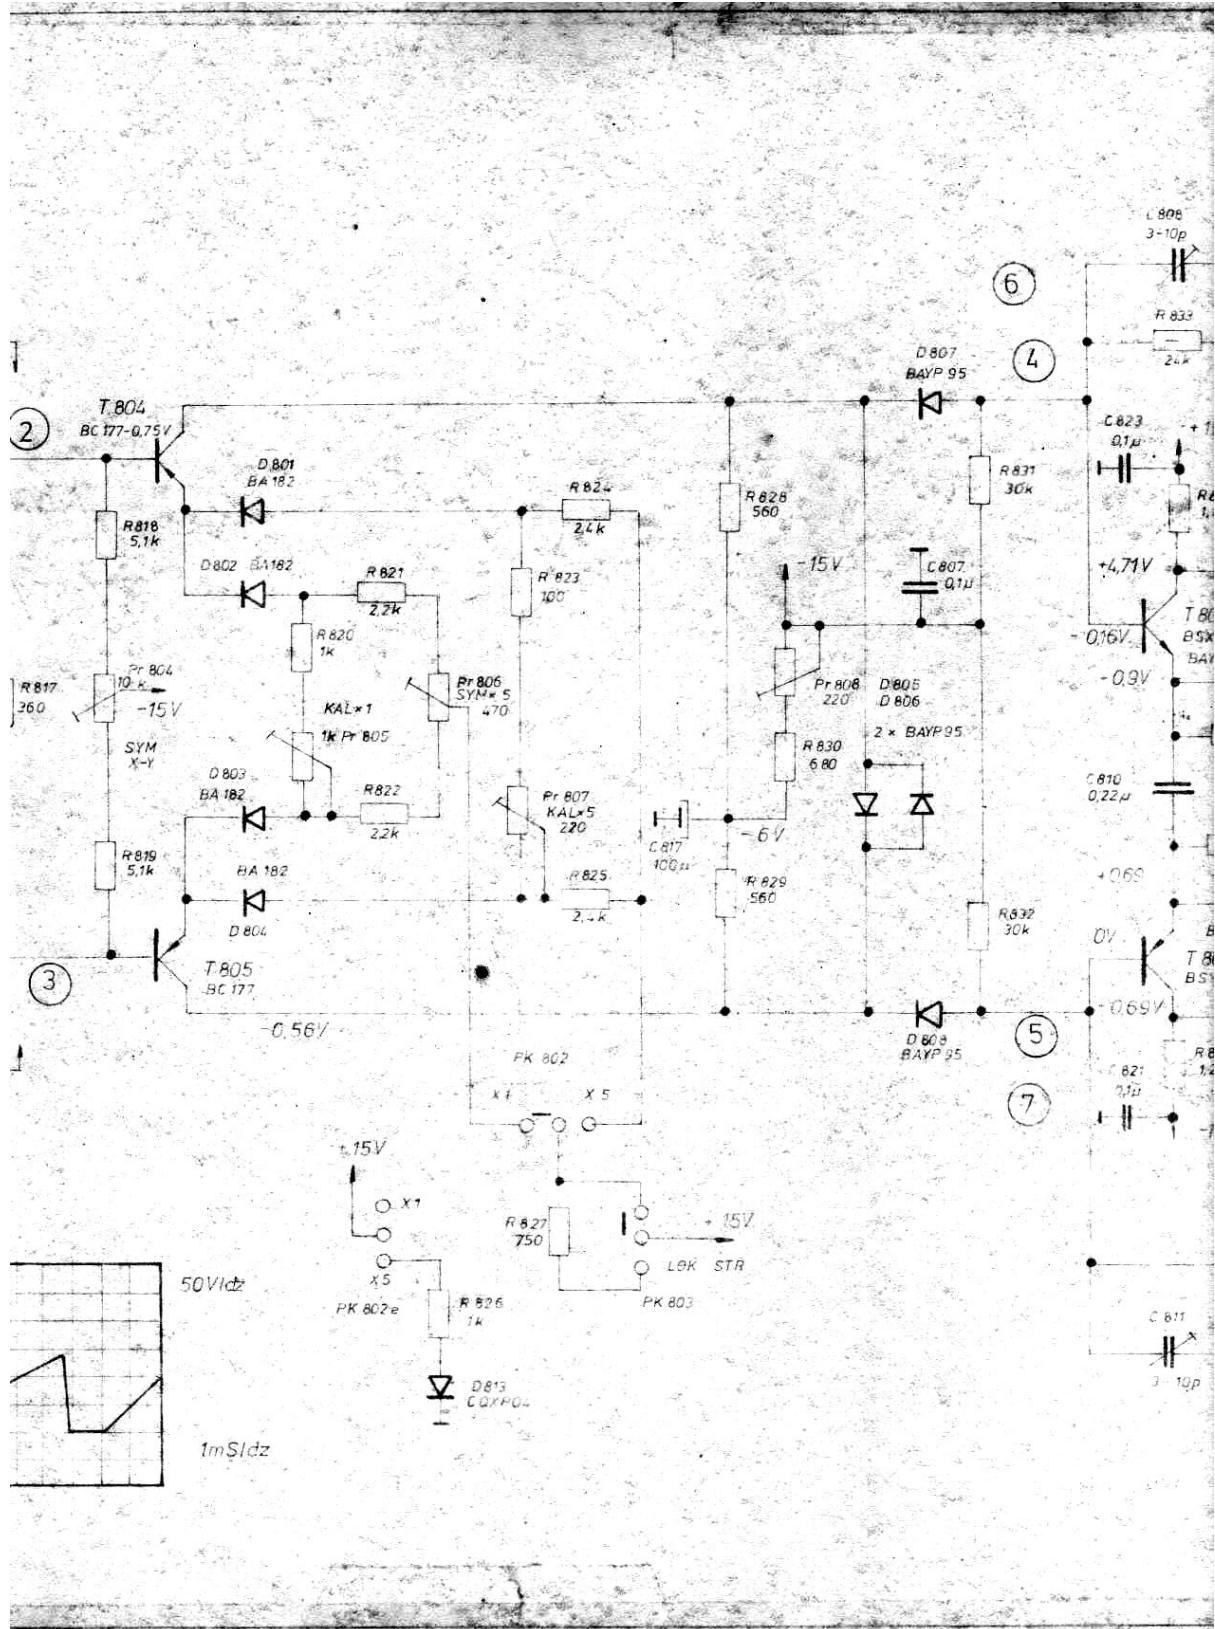 C 808
3-10p
6
R 833
24k
D 807
BAYP 95
4
T 804
BC 177-0,75V
2
C 823
0,1μ
D 801
BA 182
R 824
2,4k
R 828
560
R 831
30k
R 818
5,1k
D 802 BA 182
R 821
2,2k
R 823
100
-15V
C 807
0,1μ
+4,71V
R 820
1k
-0,16V
-0,9V
Pr 804
10 k
-15V
R 817
360
Pr 806
SYM×5
470
Pr 808
220
D 805
D 806
2 × BAYP 95
KAL×1
1k Pr 805
SYM
X-Y
R 830
680
D 803
BA 182
R 822
2,2k
Pr 807
KAL×5
220
C 810
0,22μ
-6V
C 817
100μ
R 819
5,1k
BA 182
D 804
R 825
2,4k
R 829
560
+0,69
R 832
30k
0V
3
T 805
BC 177
-0,56V
-0,69V
D 808
BAYP 95
5
PK 802
X1
X5
C 821
0,1μ
7
+15V
X1
X5
PK 802e
R 827
750
+ 15V
LGK STR
PK 803
50V/dz
R 826
1k
C 811
3-10p
D 813
CQXP04
1mS/dz